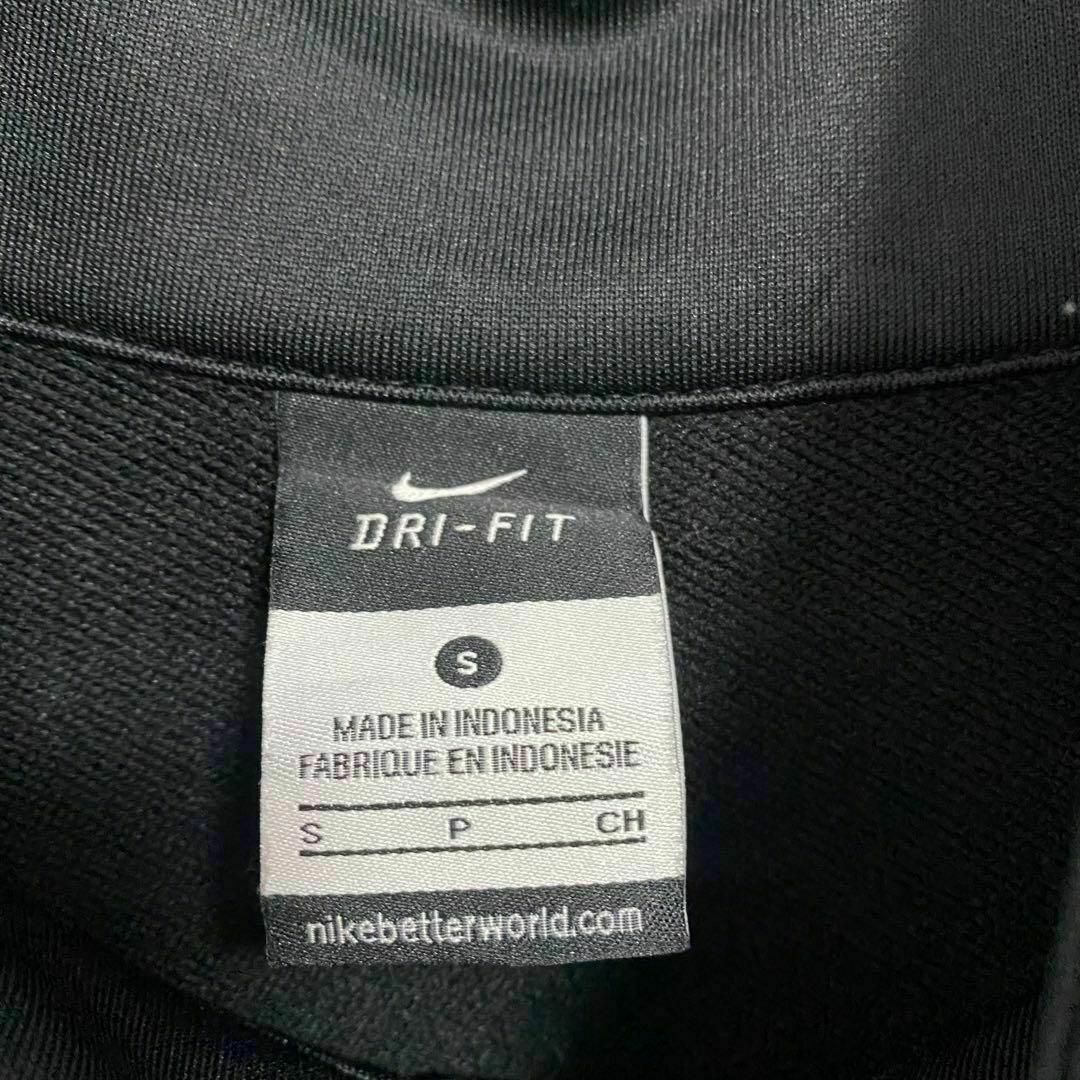 DRI-FIT
S
MADE IN INDONESIA
FABRIQUE EN INDONESIE
S P CH
nikebetterworld.com